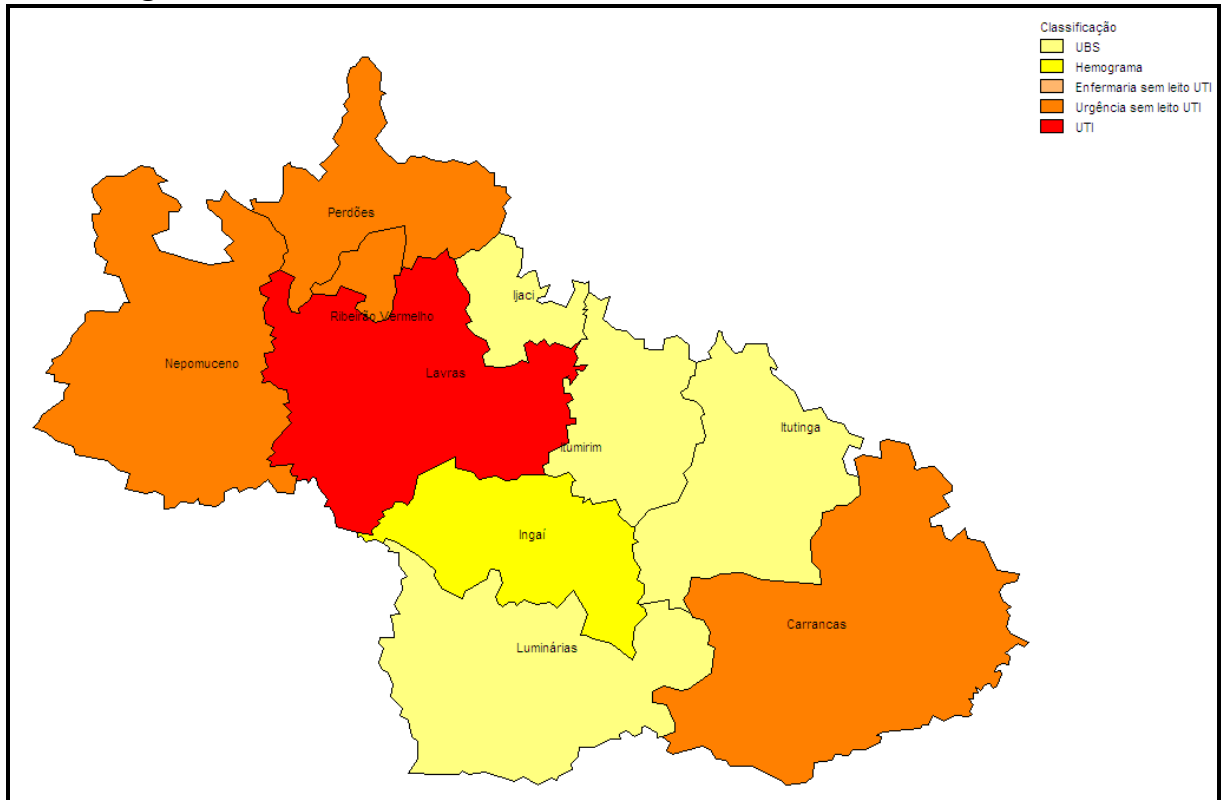 Classificação
UBS
Hemograma
Enfermaria sem leito UTI
Urgência sem leito UTI
UTI
Perdões
Ijaci
Ribeirão Vermelho
Nepomuceno
Lavras
Itutinga
Itumirim
Ingaí
Carrancas
Luminárias